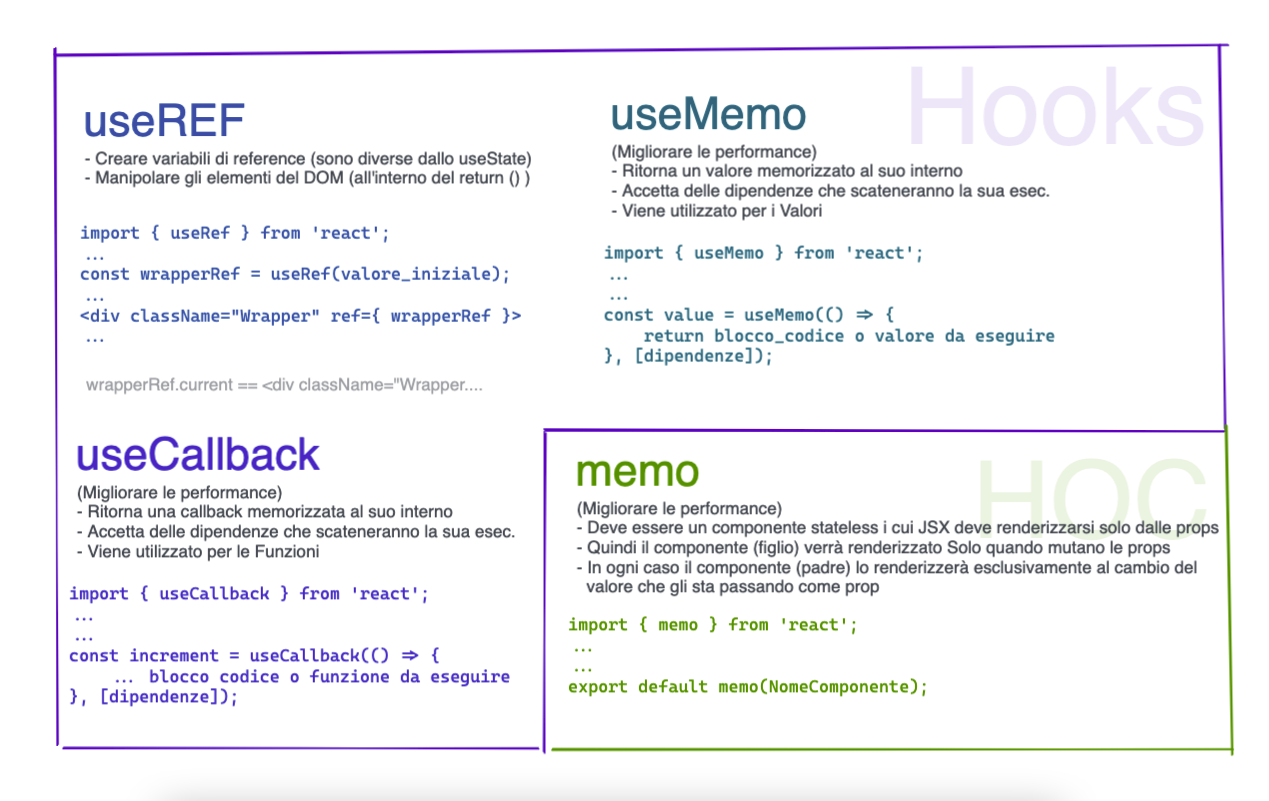 Hooks
useREF
- Creare variabili di reference (sono diverse dallo useState)
- Manipolare gli elementi del DOM (all'interno del return () )
import { useRef } from 'react';
...
const wrapperRef = useRef(valore_iniziale);
...
<div className="Wrapper" ref={ wrapperRef }>
...
wrapperRef.current == <div className="Wrapper....
useMemo
(Migliorare le performance)
- Ritorna un valore memorizzato al suo interno
- Accetta delle dipendenze che scateneranno la sua esec.
- Viene utilizzato per i Valori
import { useMemo } from 'react';
...
...
const value = useMemo(() => {
return blocco_codice o valore da eseguire
}, [dipendenze]);
useCallback
(Migliorare le performance)
- Ritorna una callback memorizzata al suo interno
- Accetta delle dipendenze che scateneranno la sua esec.
- Viene utilizzato per le Funzioni
import { useCallback } from 'react';
...
...
const increment = useCallback(() => {
... blocco codice o funzione da eseguire
}, [dipendenze]);
HOC
memo
(Migliorare le performance)
- Deve essere un componente stateless i cui JSX deve renderizzarsi solo dalle props
- Quindi il componente (figlio) verrà renderizzato Solo quando mutano le props
- In ogni caso il componente (padre) lo renderizzerà esclusivamente al cambio del
valore che gli sta passando come prop
import { memo } from 'react';
...
...
export default memo(NomeComponente);